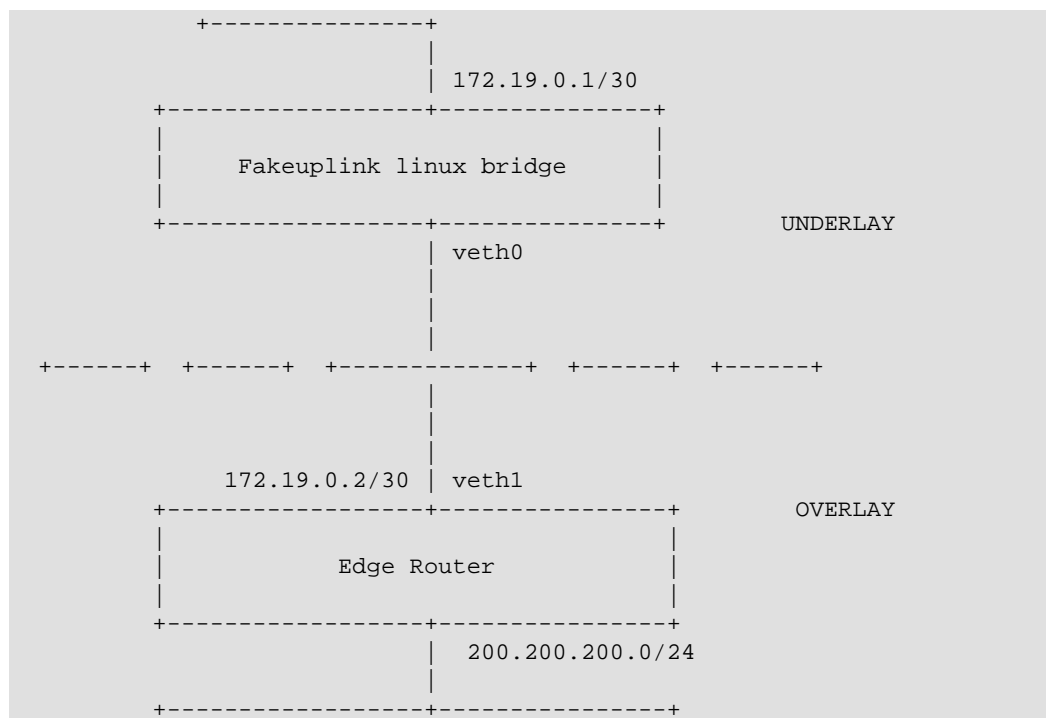 172.19.0.1/30
Fakeuplink linux bridge
UNDERLAY
veth0
172.19.0.2/30 veth1
OVERLAY
Edge Router
200.200.200.0/24